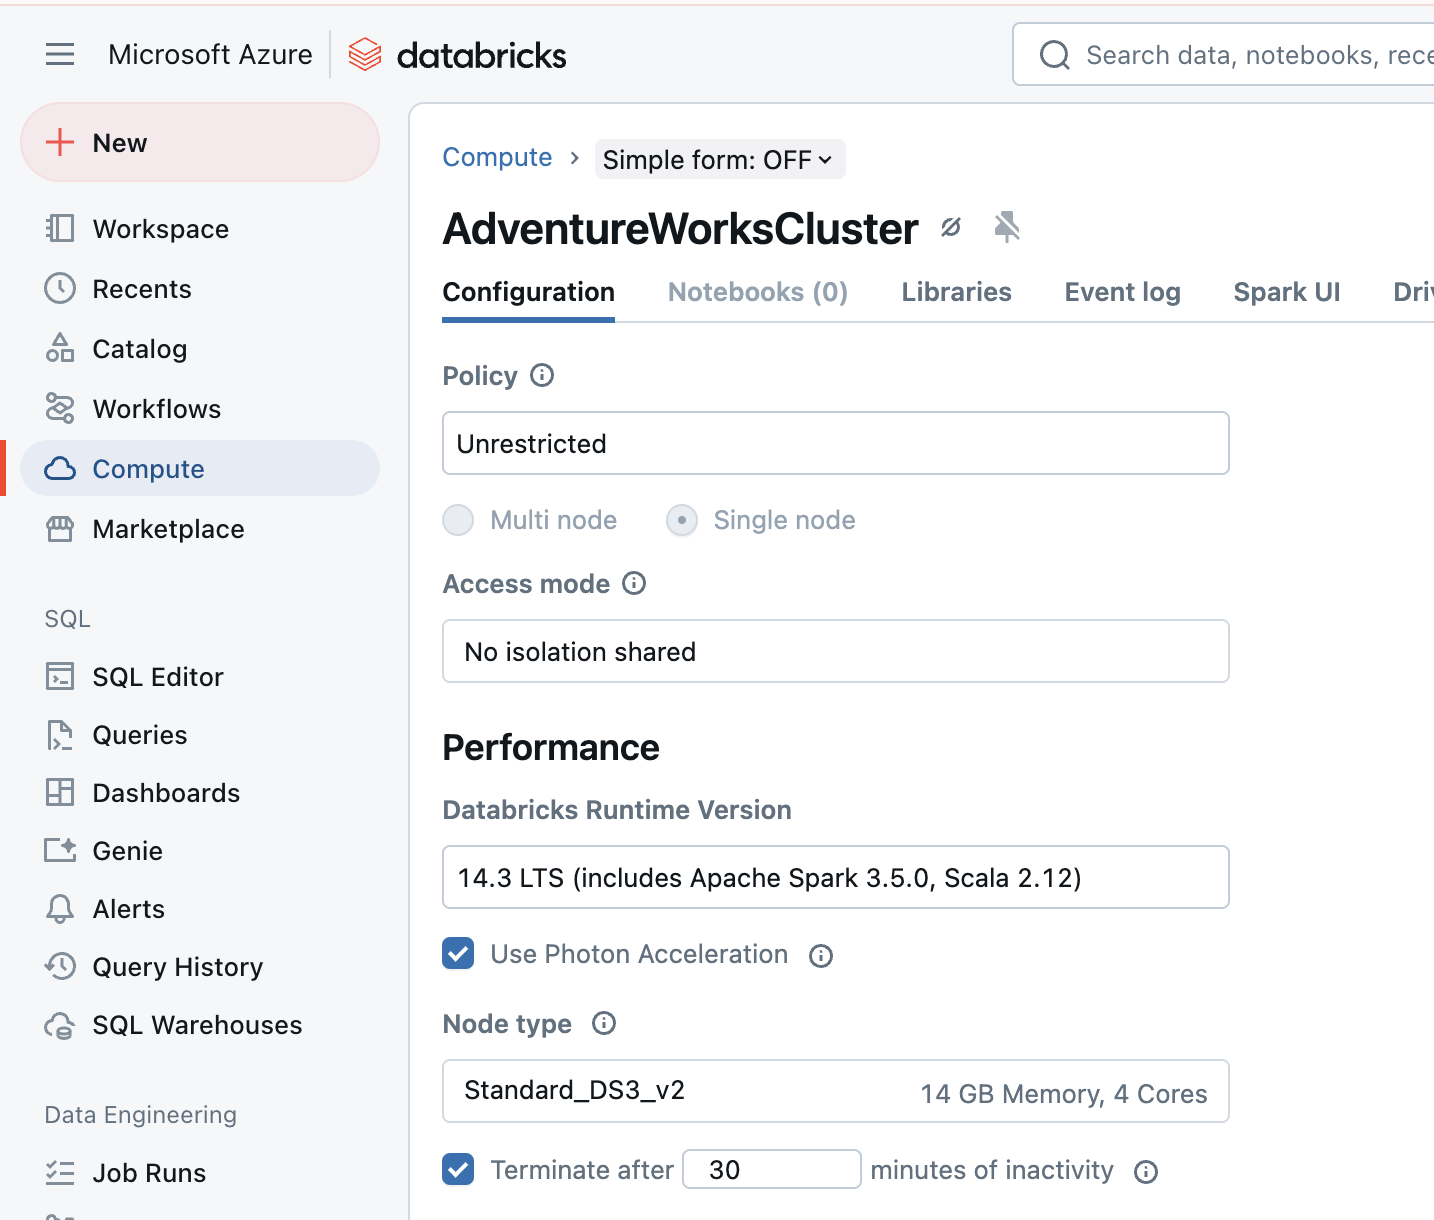 Microsoft Azure
databricks
Search data, notebooks, rece
New
Workspace
Recents
Catalog
Workflows
Compute
Marketplace
SQL
SQL Editor
Queries
Dashboards
Genie
Alerts
Query History
SQL Warehouses
Data Engineering
Job Runs
Compute > Simple form: OFF
AdventureWorksCluster
Configuration Notebooks (0) Libraries Event log Spark UI Driv
Policy
Unrestricted
Multi node Single node
Access mode
No isolation shared
Performance
Databricks Runtime Version
14.3 LTS (includes Apache Spark 3.5.0, Scala 2.12)
Use Photon Acceleration
Node type
Standard_DS3_v2 14 GB Memory, 4 Cores
Terminate after 30 minutes of inactivity